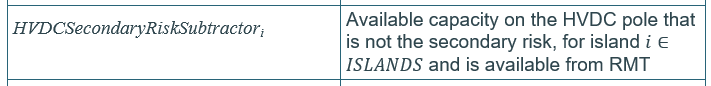 HVDCSecondaryRiskSubtractorᵢ
Available capacity on the HVDC pole that
is not the secondary risk, for island i ∈
ISLANDS and is available from RMT